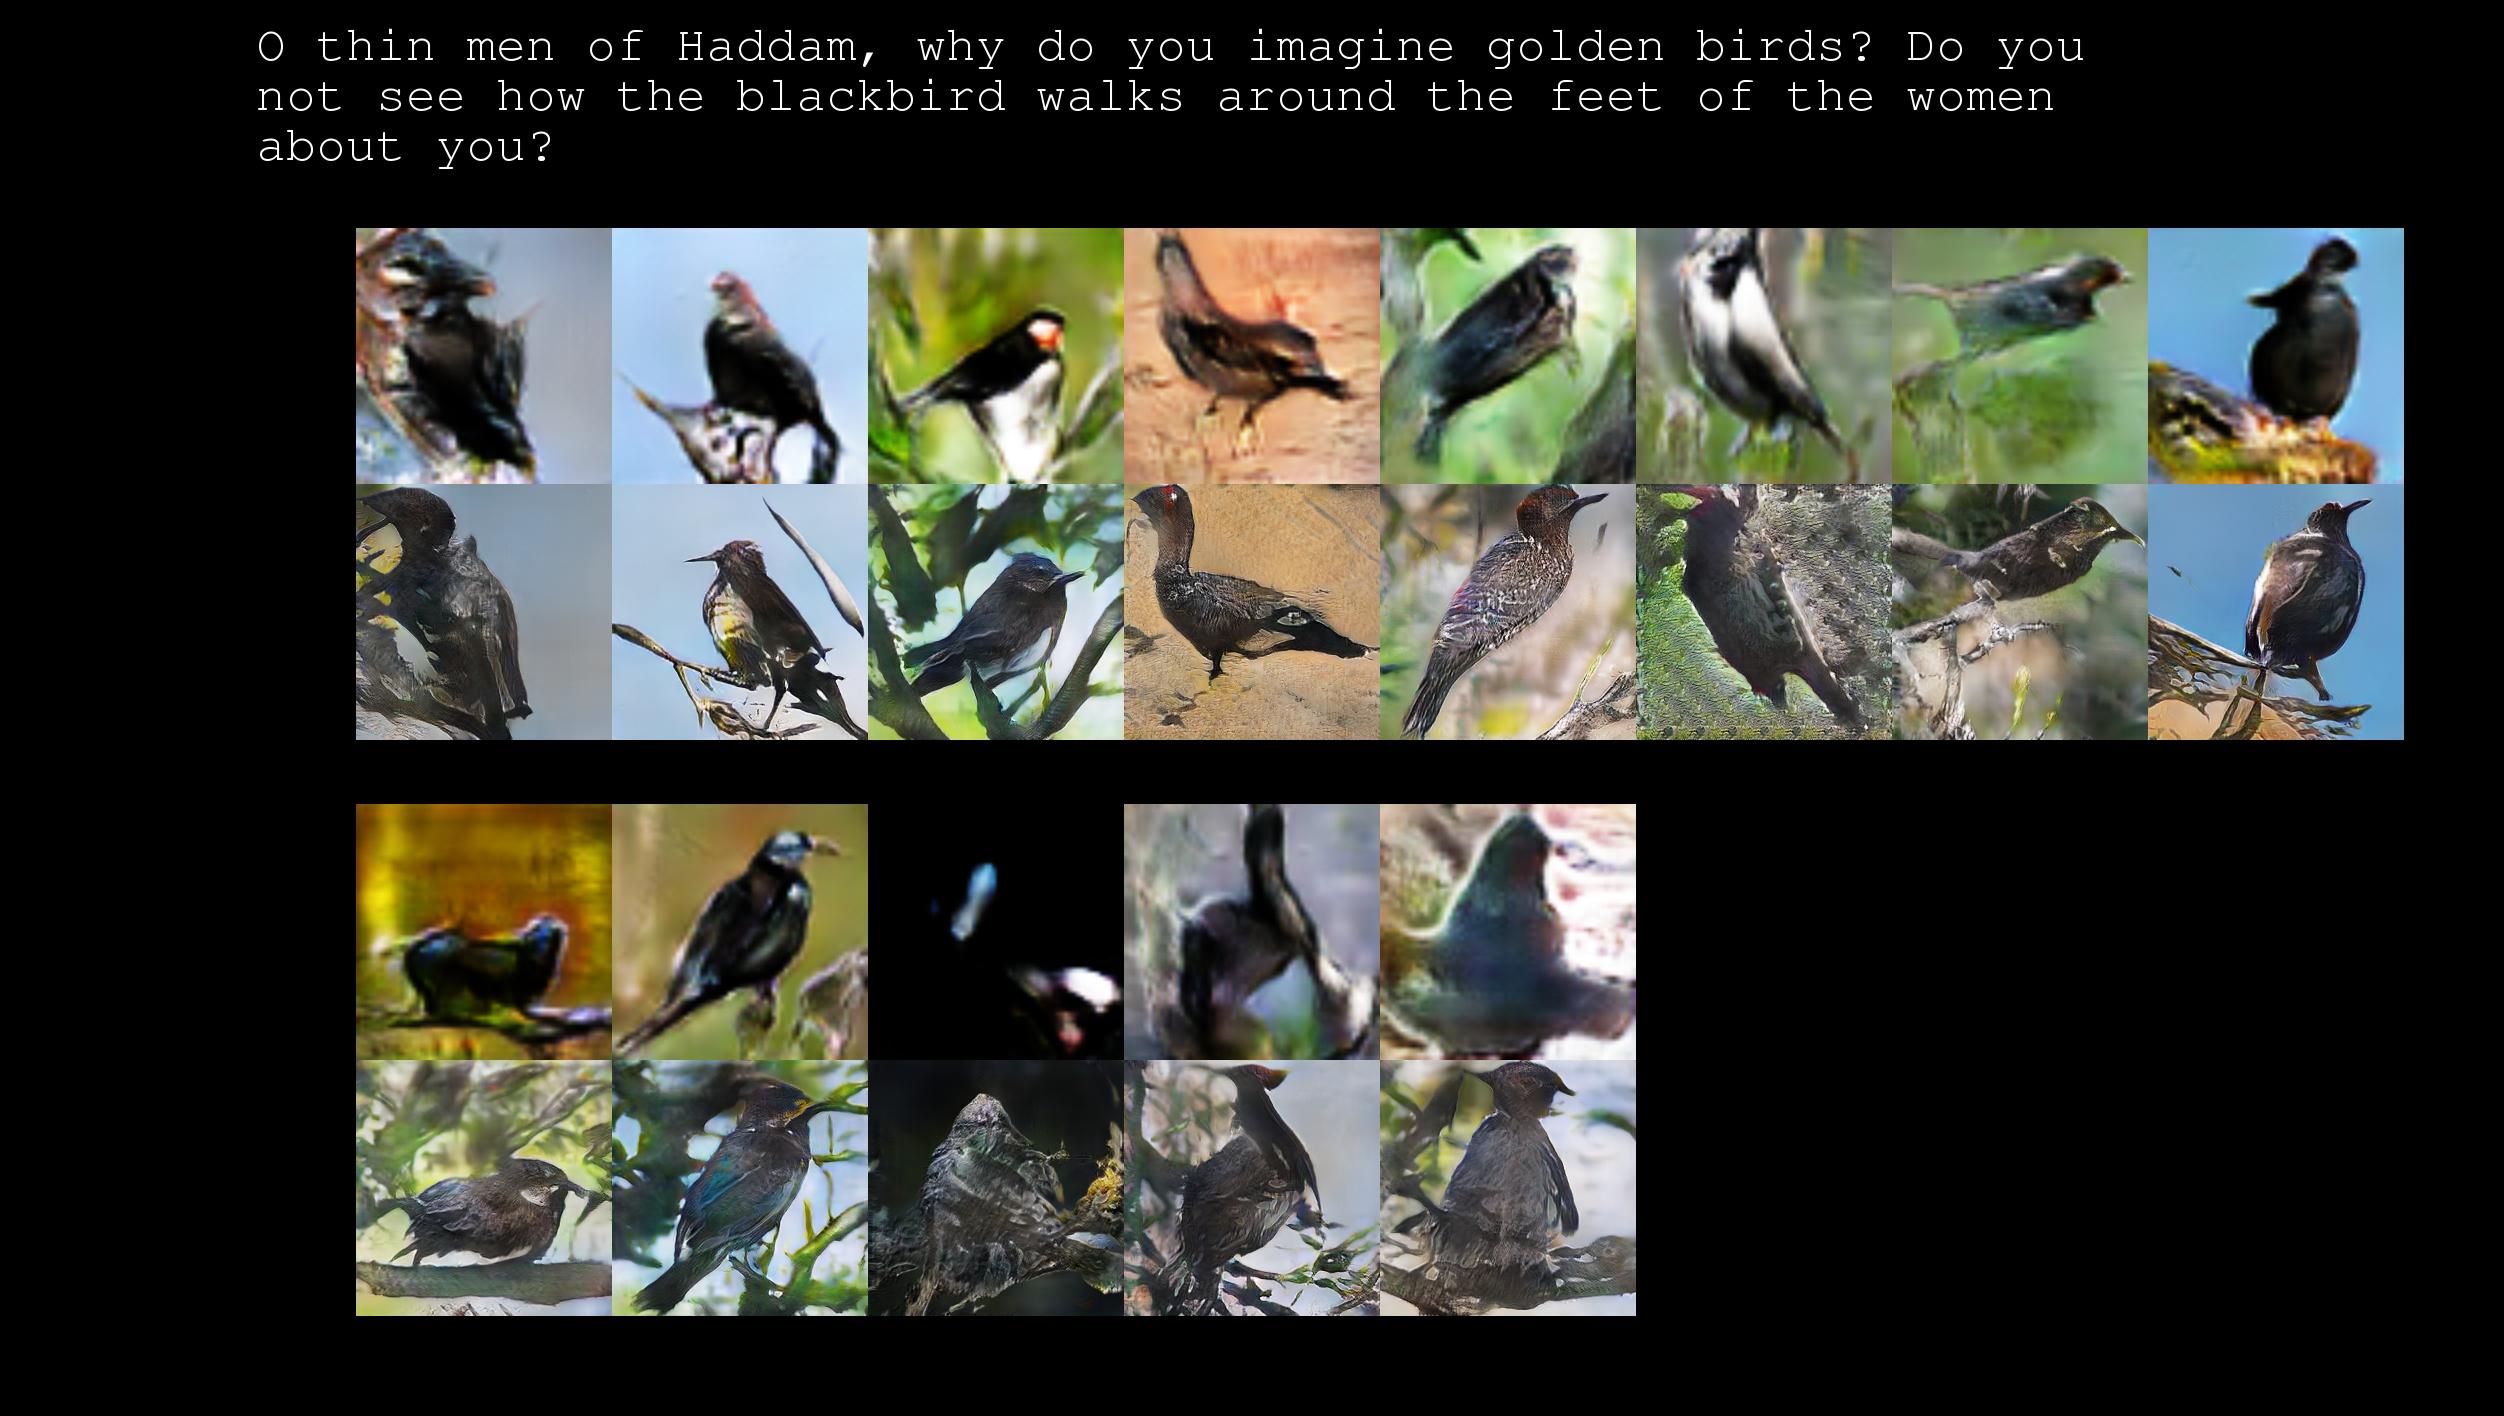 O thin men of Haddam, why do you imagine golden birds? Do you
not see how the blackbird walks around the feet of the women
about you?